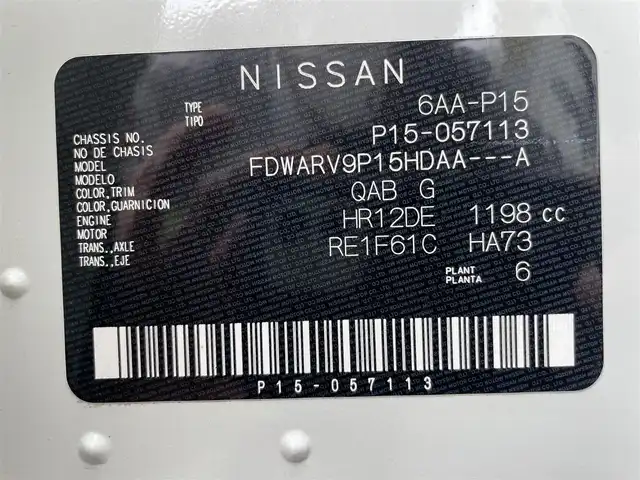 NISSAN
TYPE
TIPO
6AA-P15
CHASSIS NO.
NO DE CHASIS
P15-057113
MODEL
MODELO
FDWARV9P15HDAA---A
COLOR,TRIM
COLOR,GUARNICION
QAB G
ENGINE
MOTOR
HR12DE 1198 cc
TRANS.,AXLE
TRANS.,EJE
RE1F61C HA73
PLANT
PLANTA
6
P15-057113